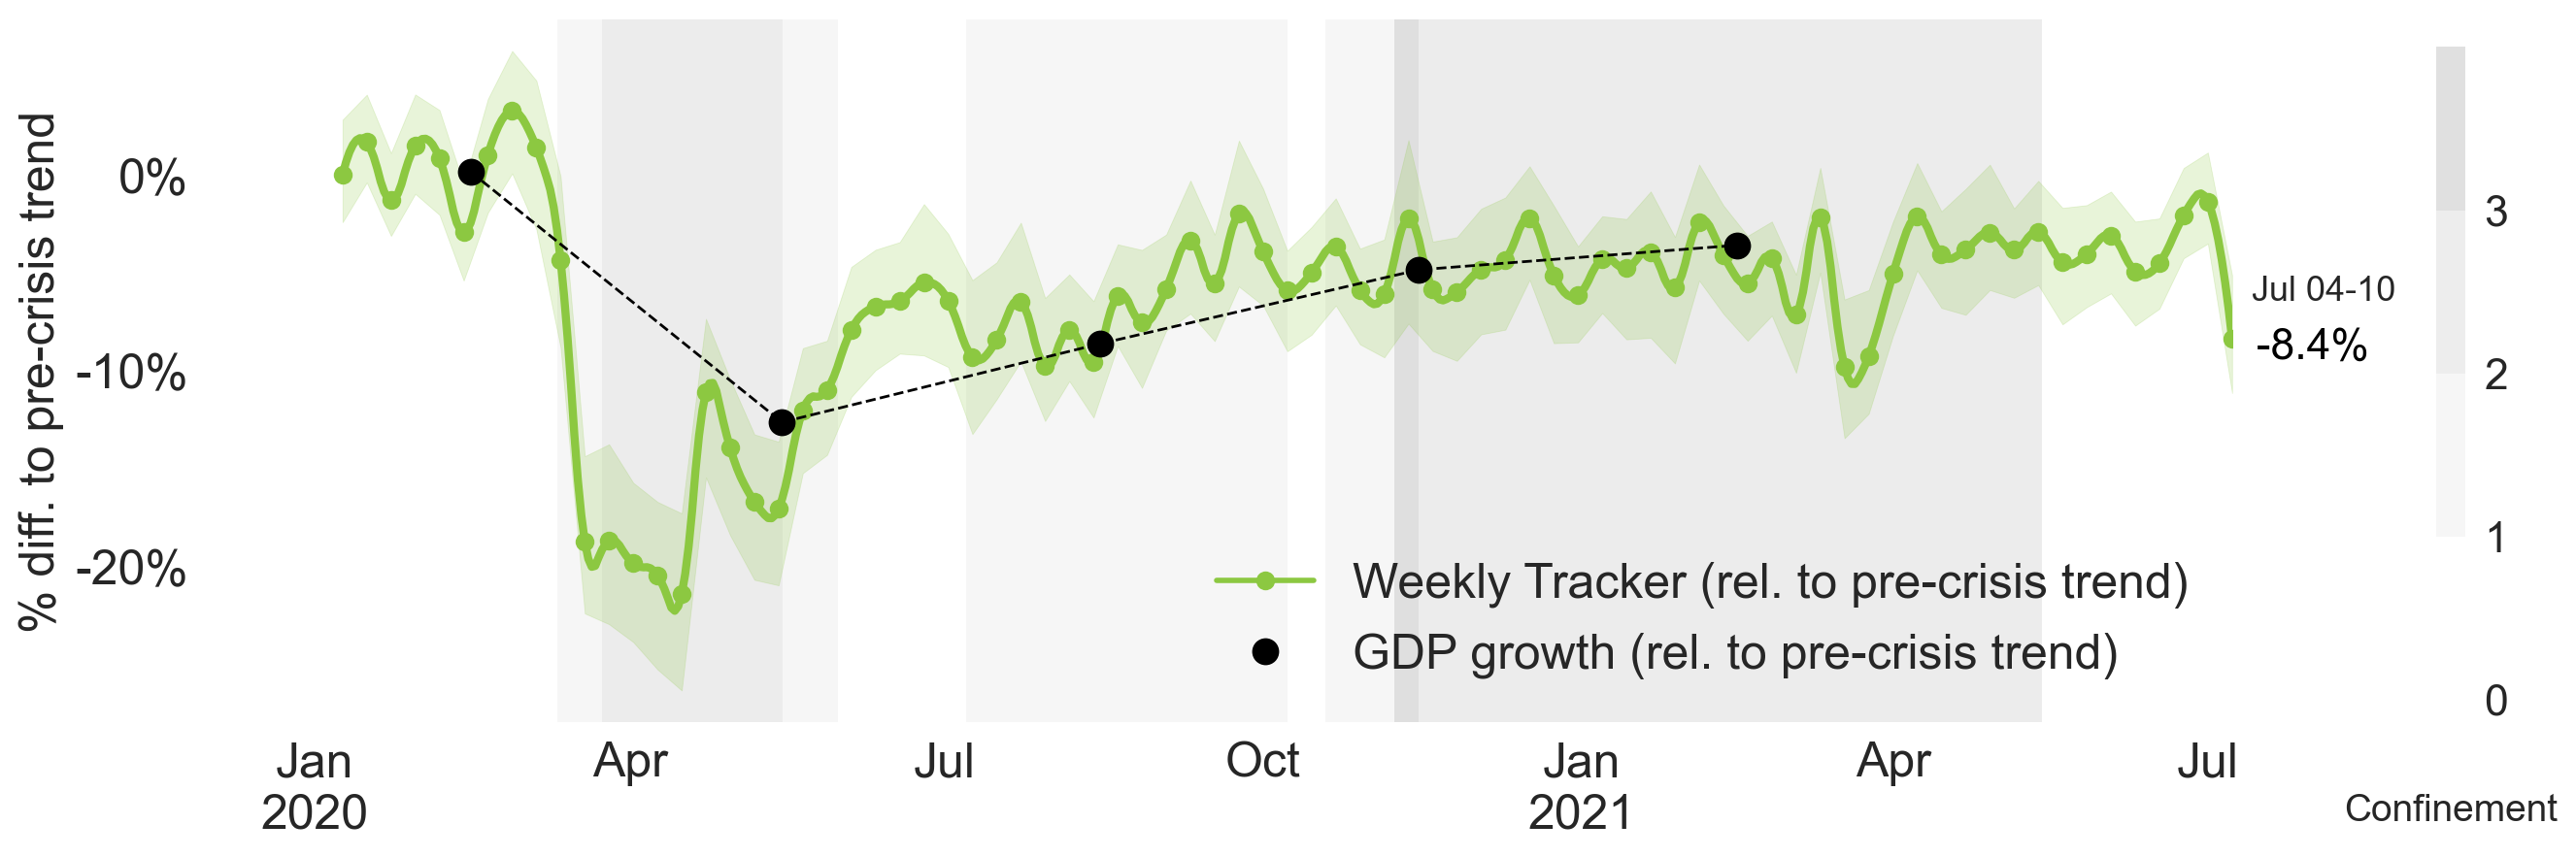 % diff. to pre-crisis trend
0%
-10%
-20%
Jul 04-10
-8.4%
Weekly Tracker (rel. to pre-crisis trend)
GDP growth (rel. to pre-crisis trend)
Jan Apr Jul Oct Jan Apr Jul
2020 2021
3
2
1
0
Confinement